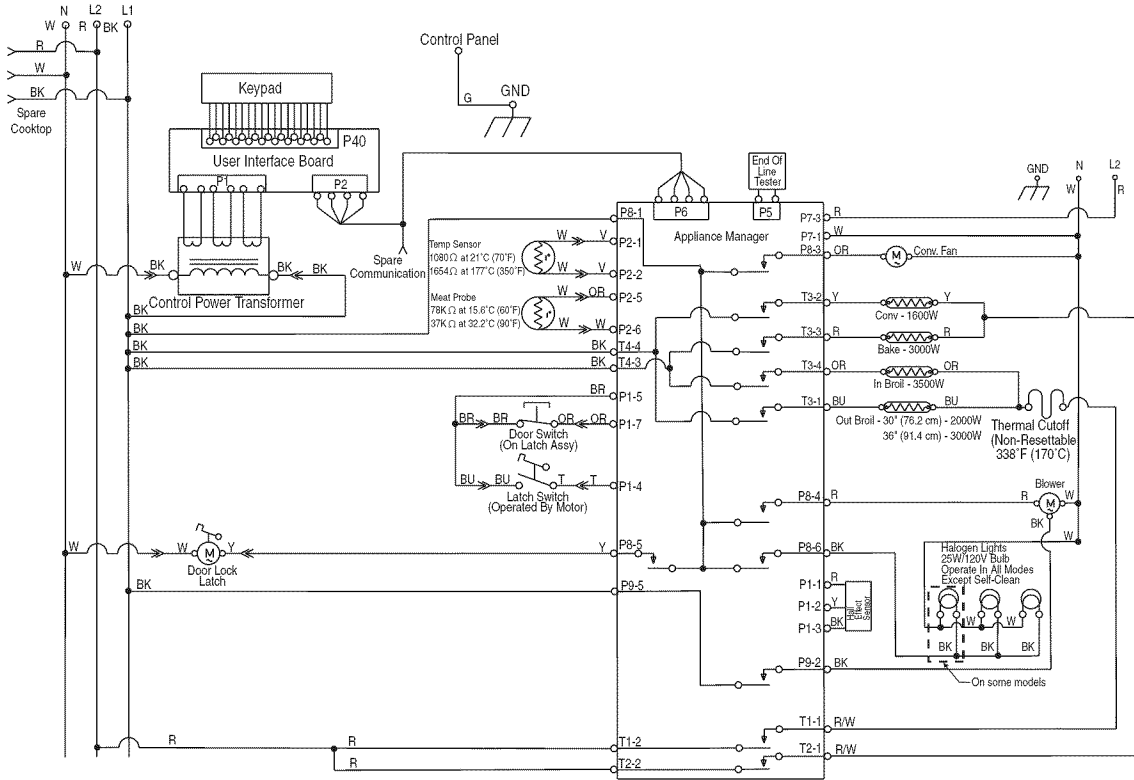 N L2 L1
W R BK
R
W
BK
Spare
Cooktop
Control Panel
G
GND
Keypad
P40
User Interface Board
P1
P2
End Of
Line
Tester
P6
P5
GND N L2
W R
Spare
Communication
W BK BK BK
Control Power Transformer
BK
BK
BK
BK
Temp Sensor
1080 Ω at 21°C (70°F)
1654 Ω at 177°C (350°F)
Meat Probe
78K Ω at 15.6°C (60°F)
37K Ω at 32.2°C (90°F)
W V
W V
W OR
W W
BK
BK
P8-1
P2-1
P2-2
P2-5
P2-6
T4-4
T4-3
P1-5
P1-7
P1-4
P8-5
P9-5
T1-2
T2-2
Appliance Manager
P7-3 R
P7-1 W
P8-3 OR M Conv. Fan
T3-2 Y Y
Conv - 1600W
T3-3 R R
Bake - 3000W
T3-4 OR OR
In Broil - 3500W
T3-1 BU BU
Out Broil - 30" (76.2 cm) - 2000W
36" (91.4 cm) - 3000W
Thermal Cutoff
(Non-Resettable
338°F (170°C)
BR
BR BR OR OR
Door Switch
(On Latch Assy)
BU BU T T
Latch Switch
(Operated By Motor)
W W M Y Y
Door Lock
Latch
BK
P8-4 R R M W
Blower
BK
W
P8-6 BK
Halogen Lights
25W/120V Bulb
Operate In All Modes
Except Self-Clean
P1-1 R
P1-2 Y
P1-3 BK
Hall
Effect
Sensor
W W
BK BK BK
P9-2 BK
On some models
T1-1 R/W
T2-1 R/W
R R
R